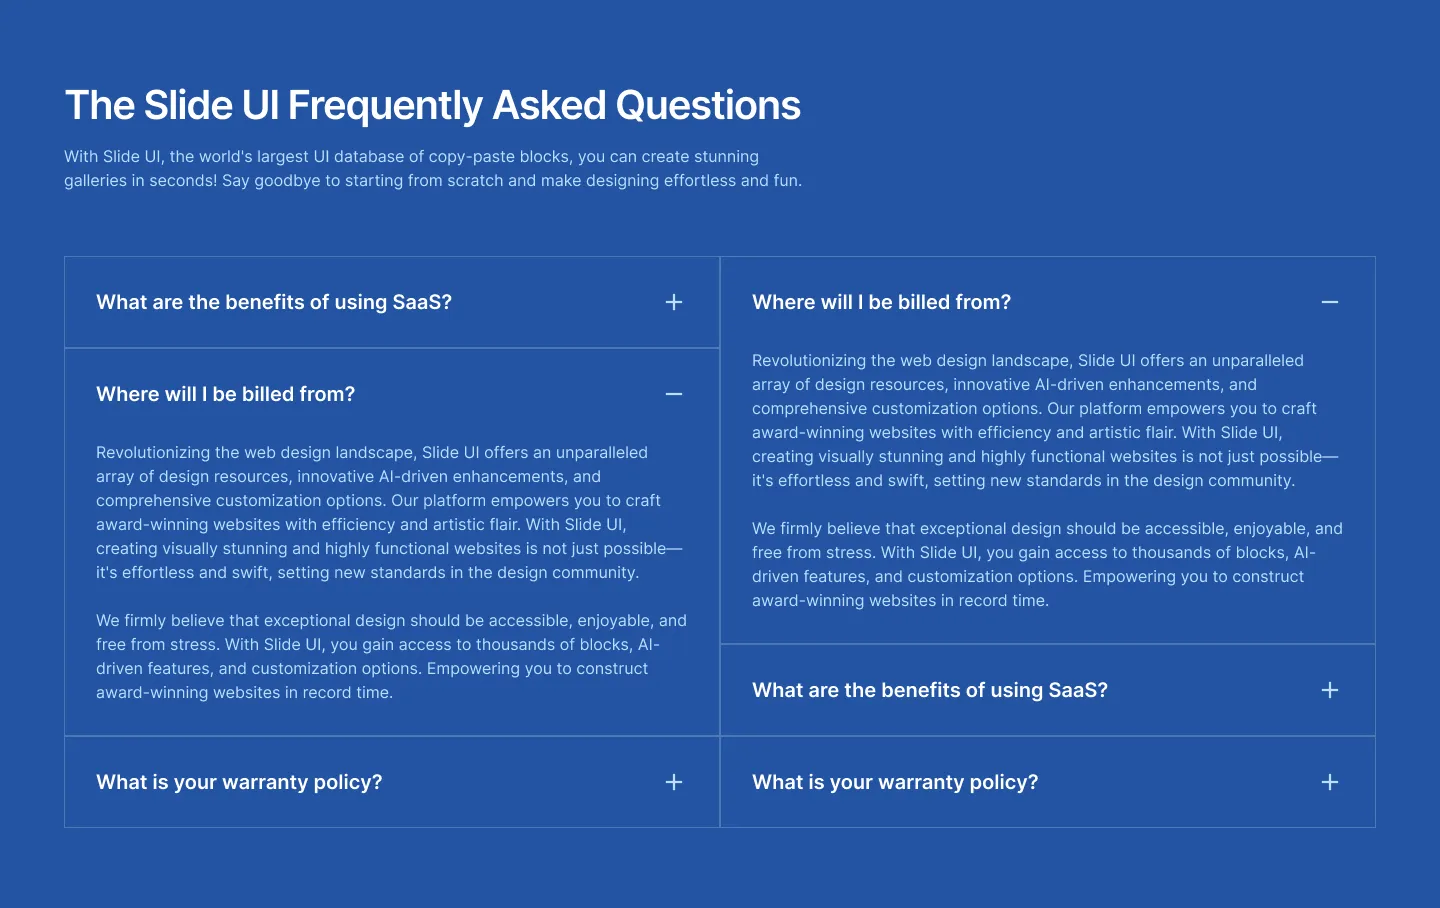 The Slide UI Frequently Asked Questions
With Slide UI, the world's largest UI database of copy-paste blocks, you can create stunning
galleries in seconds! Say goodbye to starting from scratch and make designing effortless and fun.
What are the benefits of using SaaS?
Where will I be billed from?
Revolutionizing the web design landscape, Slide UI offers an unparalleled
array of design resources, innovative AI-driven enhancements, and
comprehensive customization options. Our platform empowers you to craft
award-winning websites with efficiency and artistic flair. With Slide UI,
creating visually stunning and highly functional websites is not just possible—
it's effortless and swift, setting new standards in the design community.
We firmly believe that exceptional design should be accessible, enjoyable, and
free from stress. With Slide UI, you gain access to thousands of blocks, AI-
driven features, and customization options. Empowering you to construct
award-winning websites in record time.
What is your warranty policy?
Where will I be billed from?
Revolutionizing the web design landscape, Slide UI offers an unparalleled
array of design resources, innovative AI-driven enhancements, and
comprehensive customization options. Our platform empowers you to craft
award-winning websites with efficiency and artistic flair. With Slide UI,
creating visually stunning and highly functional websites is not just possible—
it's effortless and swift, setting new standards in the design community.
We firmly believe that exceptional design should be accessible, enjoyable, and
free from stress. With Slide UI, you gain access to thousands of blocks, AI-
driven features, and customization options. Empowering you to construct
award-winning websites in record time.
What are the benefits of using SaaS?
What is your warranty policy?